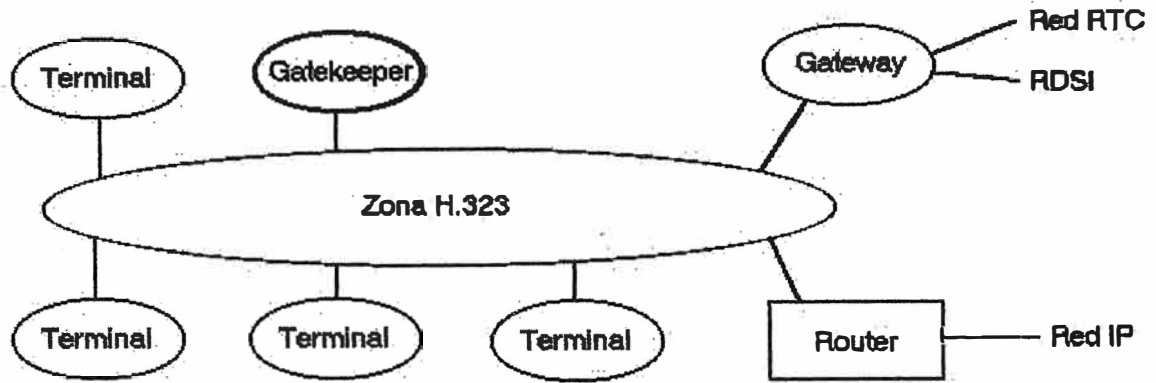 Red RTC
Terminal
Gatekeeper
Gateway
RDSI
Zona H.323
Terminal
Terminal
Terminal
Router
Red IP